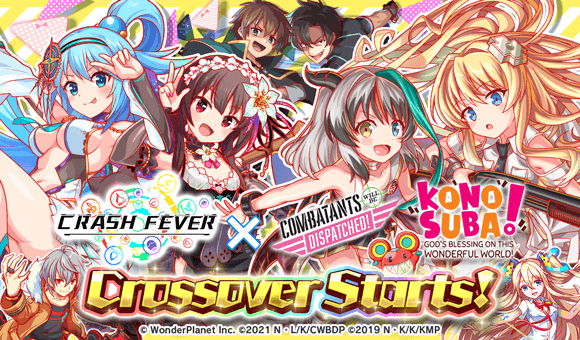 CRASH FEVER
×
COMBATANTS
WILL BE
DISPATCHED!
KONO
SUBA!
GOD'S BLESSING ON THIS
WONDERFUL WORLD!
Crossover Starts!
© WonderPlanet Inc. ©2021 N・L/K/CWBDP ©2019 N・K/K/KMP